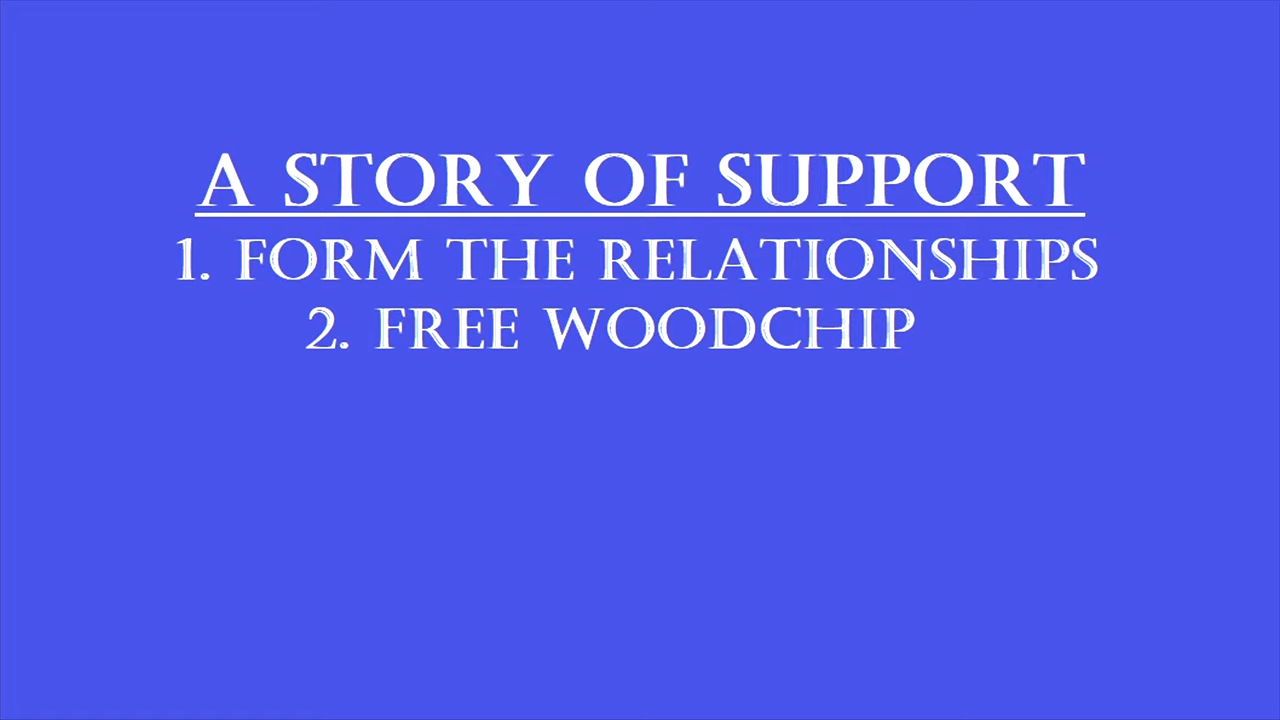 A STORY OF SUPPORT
1. FORM THE RELATIONSHIPS
2. FREE WOODCHIP